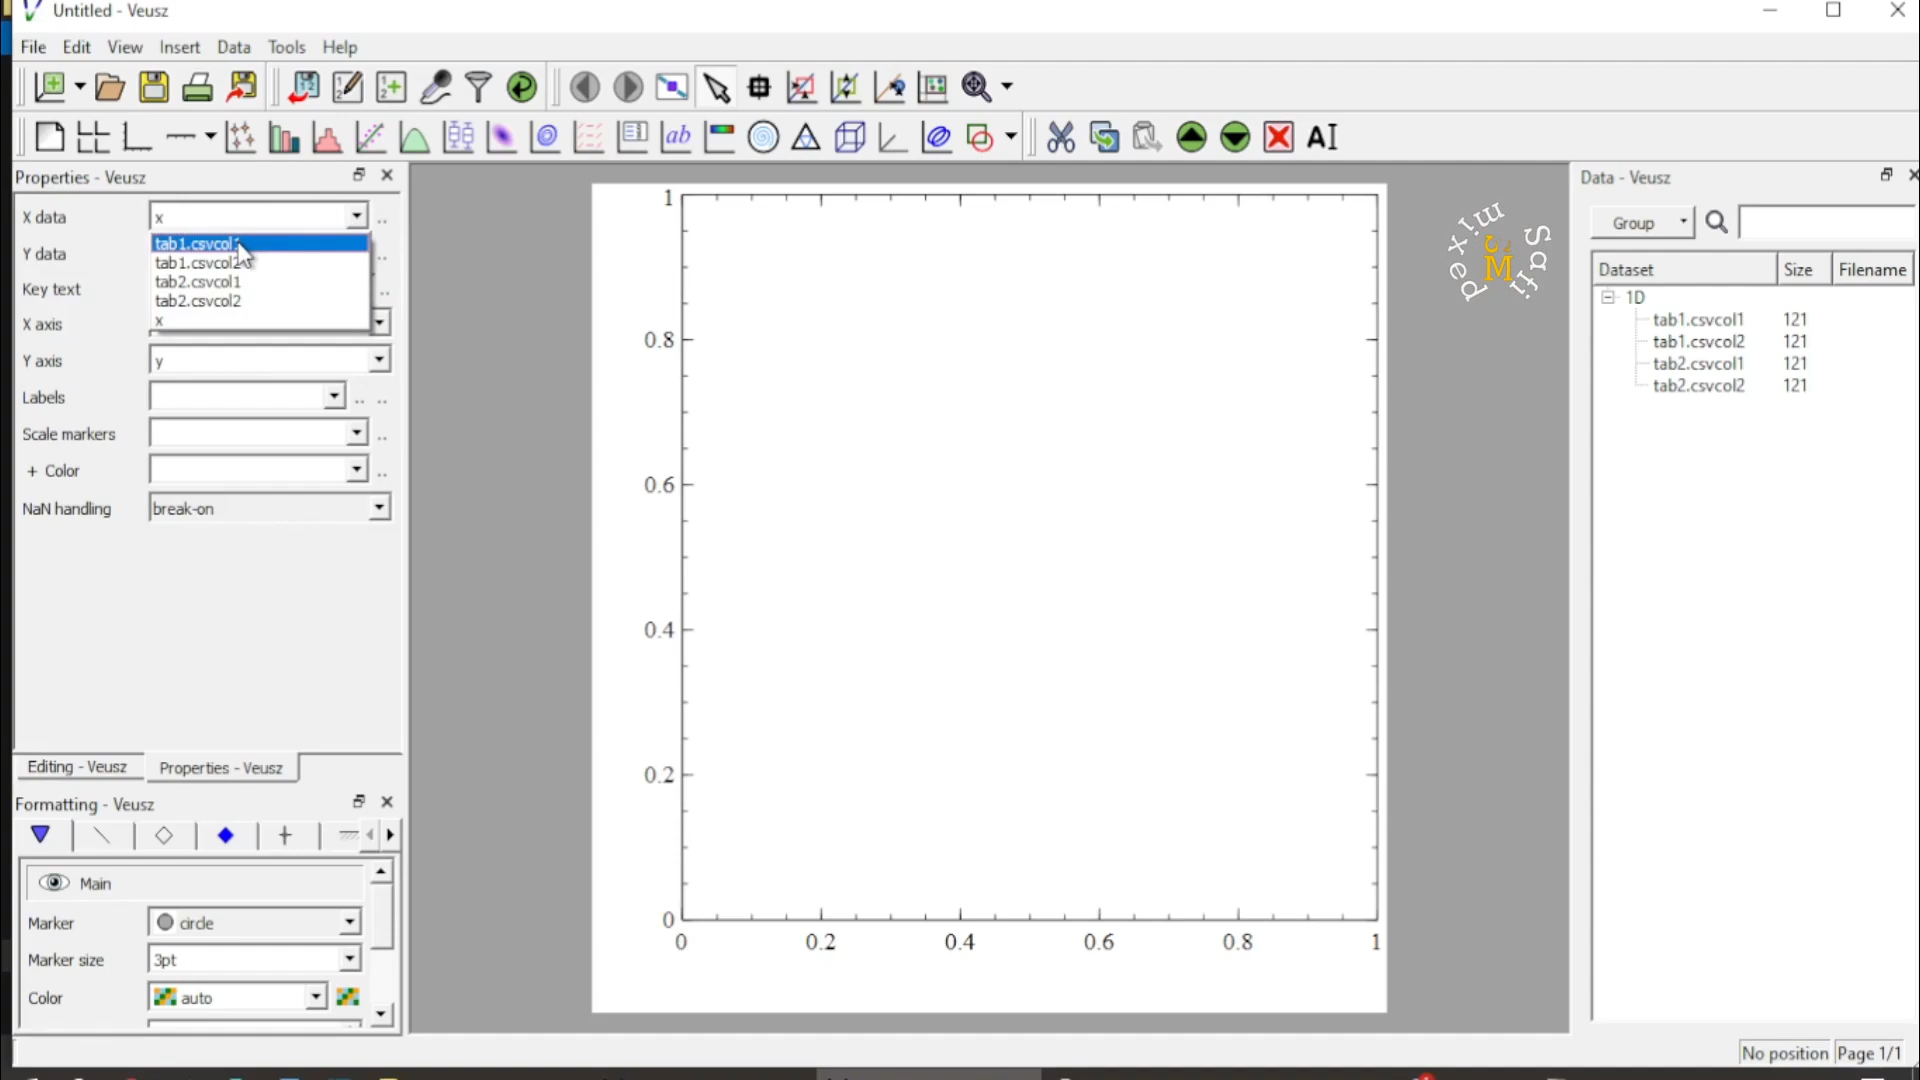 Untitled - Veusz
File Edit View Insert Data Tools Help
ab
AI
Properties - Veusz
X data x
tab1.csvcol1
tab1.csvcol2
tab2.csvcol1
tab2.csvcol2
x
Y data
Key text
X axis
Y axis y
Labels
Scale markers
+ Color
NaN handling break-on
Editing - Veusz Properties - Veusz
Formatting - Veusz
Main
Marker circle
Marker size 3pt
Color auto
1
0.8
0.6
0.4
0.2
0
0 0.2 0.4 0.6 0.8 1
Safi
mixed
M
Data - Veusz
Group
Dataset Size Filename
1D
tab1.csvcol1 121
tab1.csvcol2 121
tab2.csvcol1 121
tab2.csvcol2 121
No position Page 1/1